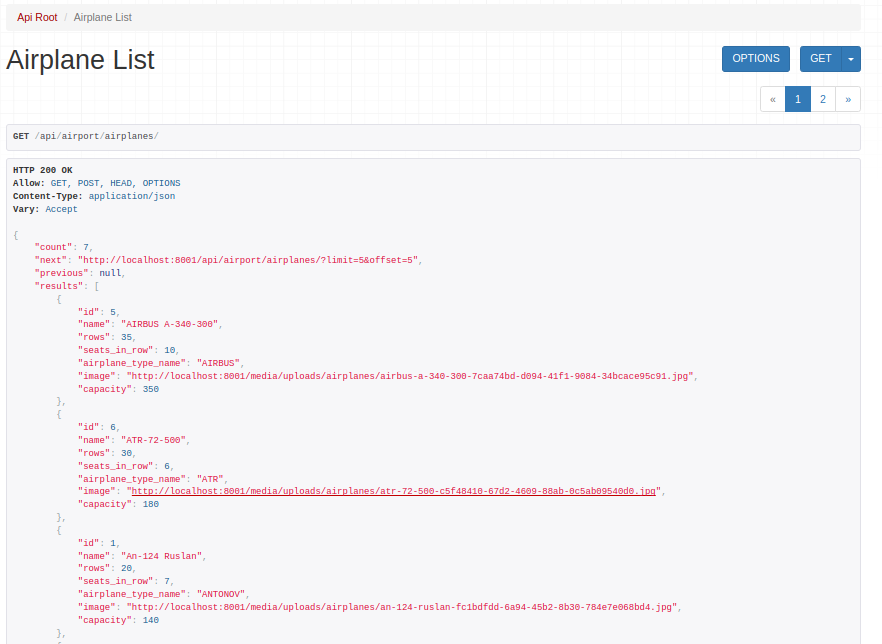 Api Root / Airplane List
Airplane List
OPTIONS GET
« 1 2 »
GET /api/airport/airplanes/
HTTP 200 OK
Allow: GET, POST, HEAD, OPTIONS
Content-Type: application/json
Vary: Accept
{
    "count": 7,
    "next": "http://localhost:8001/api/airport/airplanes/?limit=5&offset=5",
    "previous": null,
    "results": [
        {
            "id": 5,
            "name": "AIRBUS A-340-300",
            "rows": 35,
            "seats_in_row": 10,
            "airplane_type_name": "AIRBUS",
            "image": "http://localhost:8001/media/uploads/airplanes/airbus-a-340-300-7caa74bd-d094-41f1-9084-34bcace95c91.jpg",
            "capacity": 350
        },
        {
            "id": 6,
            "name": "ATR-72-500",
            "rows": 30,
            "seats_in_row": 6,
            "airplane_type_name": "ATR",
            "image": "http://localhost:8001/media/uploads/airplanes/atr-72-500-c5f48410-67d2-4609-88ab-0c5ab09540d0.jpg",
            "capacity": 180
        },
        {
            "id": 1,
            "name": "An-124 Ruslan",
            "rows": 20,
            "seats_in_row": 7,
            "airplane_type_name": "ANTONOV",
            "image": "http://localhost:8001/media/uploads/airplanes/an-124-ruslan-fc1bdfdd-6a94-45b2-8b30-784e7e068bd4.jpg",
            "capacity": 140
        },
        {